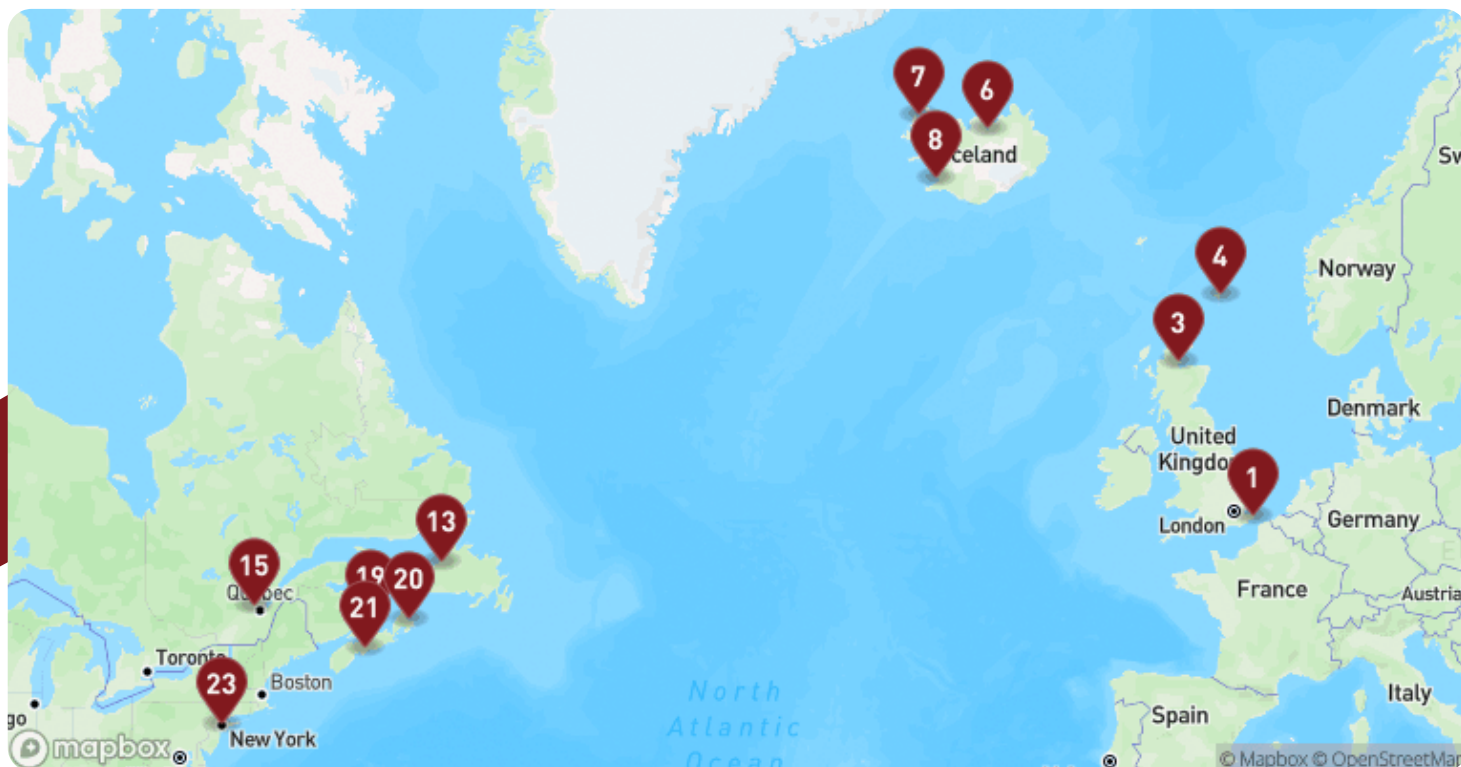 7
6
8
celand
Sw
4
Norway
3
Denmark
United
Kingdo
1
London
Germany
13
France
15
19
20
Austria
Q bec
21
Toronto
23
Boston
North
Atlantic
Ocean
Italy
go
Spain
New York
mapbox
© Mapbox © OpenStreetMap